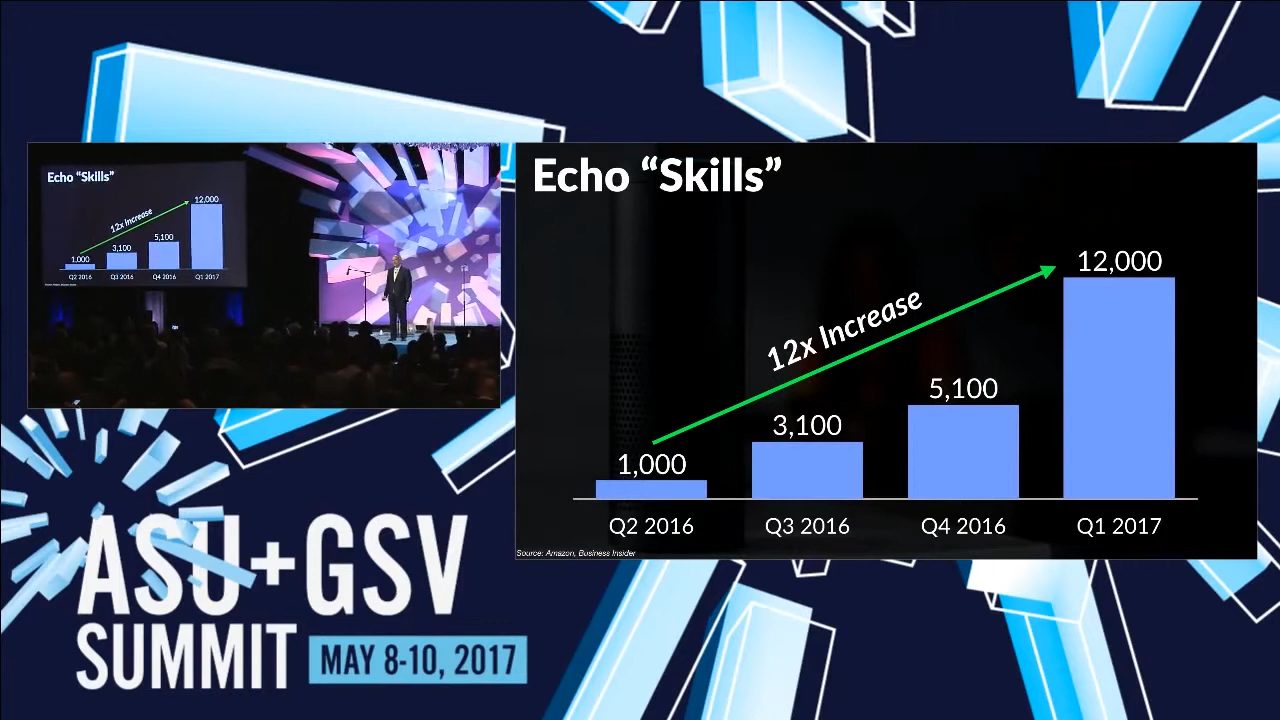 Echo “Skills”
12x Increase
12,000
5,100
3,100
1,000
Q2 2016 Q3 2016 Q4 2016 Q1 2017
Echo “Skills”
12x Increase
12,000
5,100
3,100
1,000
Q2 2016 Q3 2016 Q4 2016 Q1 2017
Source: Amazon, Business Insider
ASU+GSV
SUMMIT MAY 8-10, 2017